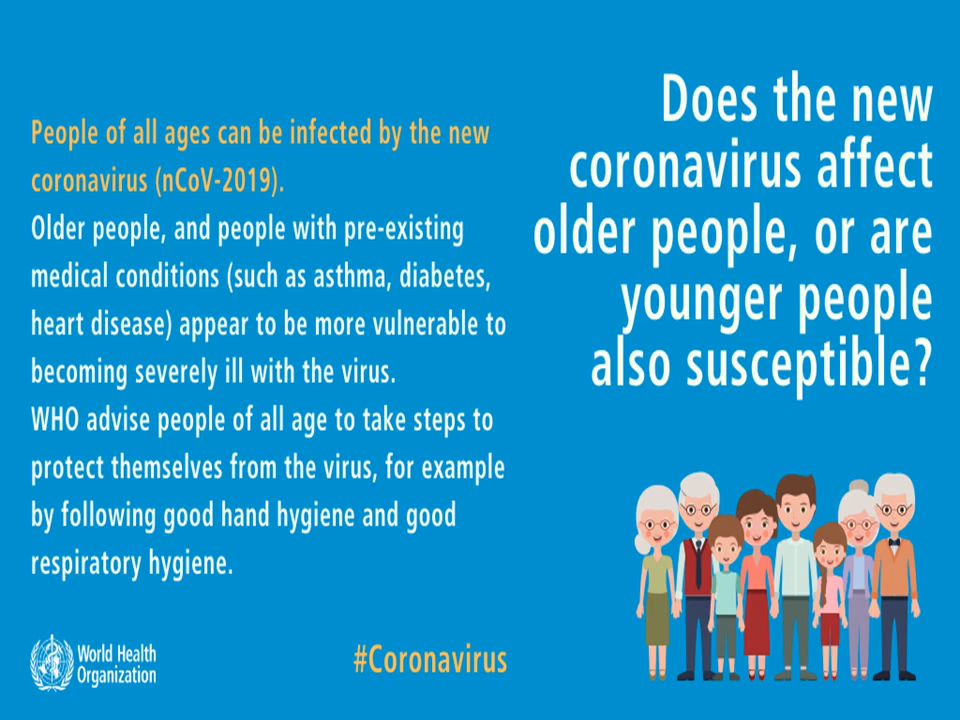 Does the new
coronavirus affect
older people, or are
younger people
also susceptible?
People of all ages can be infected by the new
coronavirus (nCoV-2019).
Older people, and people with pre-existing
medical conditions (such as asthma, diabetes,
heart disease) appear to be more vulnerable to
becoming severely ill with the virus.
WHO advise people of all age to take steps to
protect themselves from the virus, for example
by following good hand hygiene and good
respiratory hygiene.
World Health
Organization
#Coronavirus